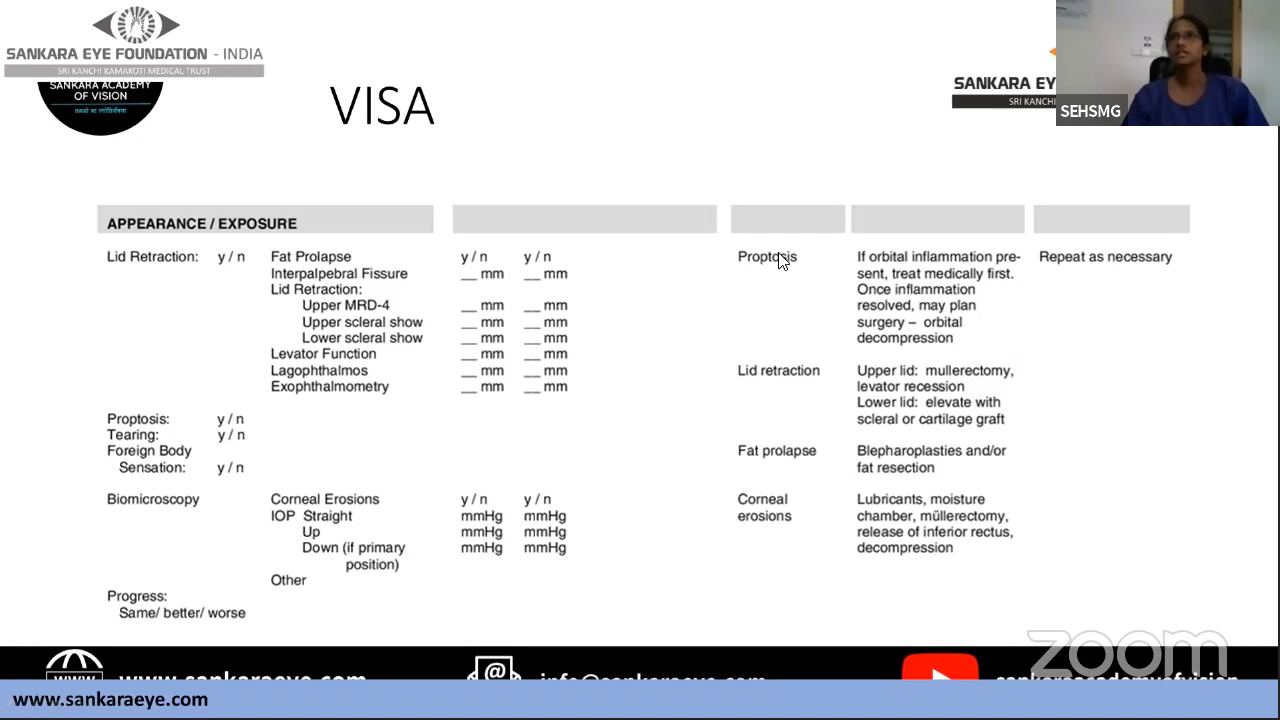 SANKARA EYE FOUNDATION - INDIA
SRI KANCHI KAMAKOTI MEDICAL TRUST
SANKARA ACADEMY
OF VISION
VISA
SANKARA EY
SRI KANCHI
SEHSMG
APPEARANCE / EXPOSURE
Lid Retraction: y / n Fat Prolapse y / n y / n
Interpalpebral Fissure __ mm __ mm
Lid Retraction:
Upper MRD-4 __ mm __ mm
Upper scleral show __ mm __ mm
Lower scleral show __ mm __ mm
Levator Function __ mm __ mm
Lagophthalmos __ mm __ mm
Exophthalmometry __ mm __ mm
Proptosis: y / n
Tearing: y / n
Foreign Body
Sensation: y / n
Biomicroscopy Corneal Erosions y / n y / n
IOP Straight mmHg mmHg
Up mmHg mmHg
Down (if primary mmHg mmHg
position)
Other
Progress:
Same/ better/ worse
Proptosis If orbital inflammation pre- Repeat as necessary
sent, treat medically first.
Once inflammation
resolved, may plan
surgery – orbital
decompression
Lid retraction Upper lid: mullerectomy,
levator recession
Lower lid: elevate with
scleral or cartilage graft
Fat prolapse Blepharoplasties and/or
fat resection
Corneal Lubricants, moisture
erosions chamber, müllerectomy,
release of inferior rectus,
decompression
zoom
WWW www.sankaraeye.com @ info@sankaraeye.com sankaraacademyofvision
www.sankaraeye.com